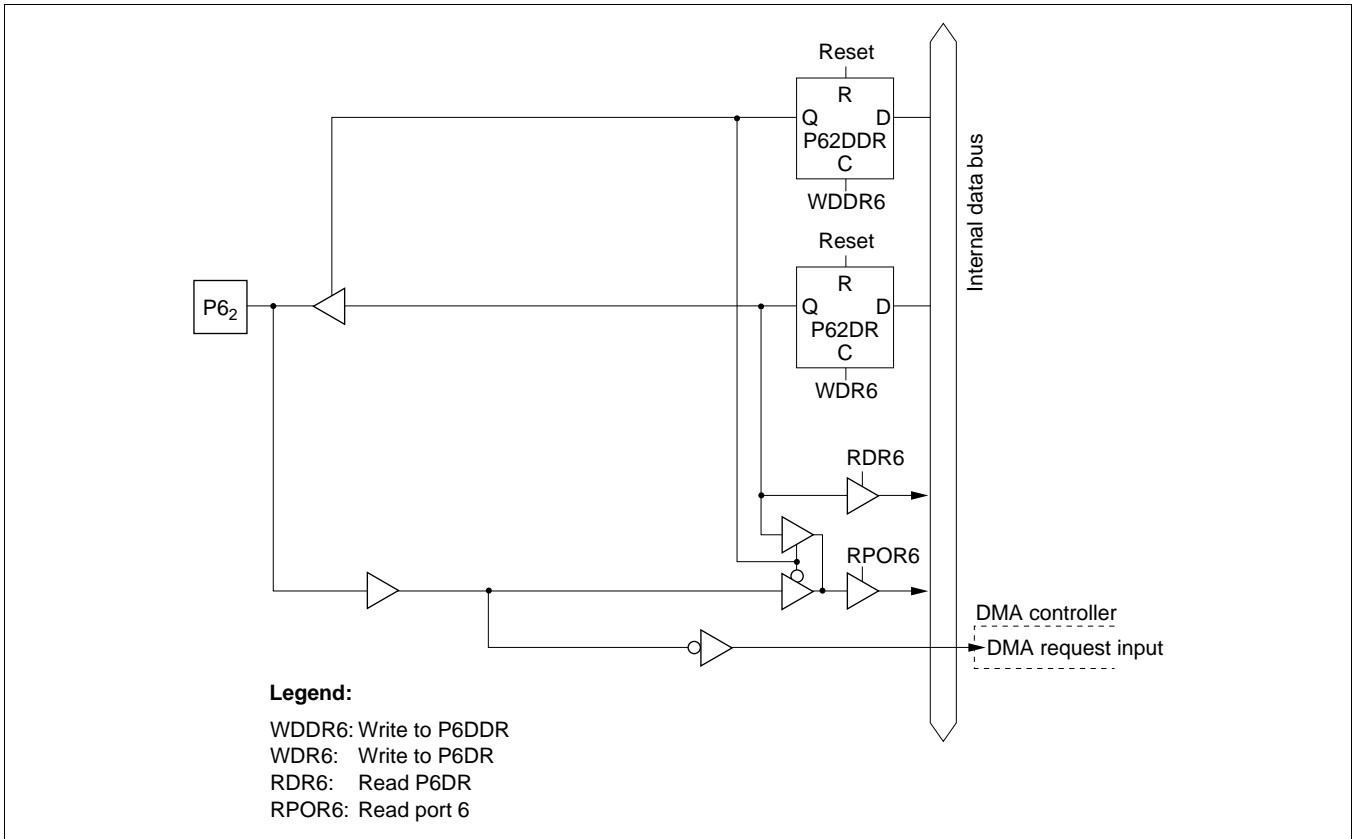 Reset
R
Q D
P62DDR
C
WDDR6
Internal data bus
Reset
R
P6₂
Q D
P62DR
C
WDR6
RDR6
RPOR6
DMA controller
DMA request input
Legend:
WDDR6: Write to P6DDR
WDR6: Write to P6DR
RDR6: Read P6DR
RPOR6: Read port 6